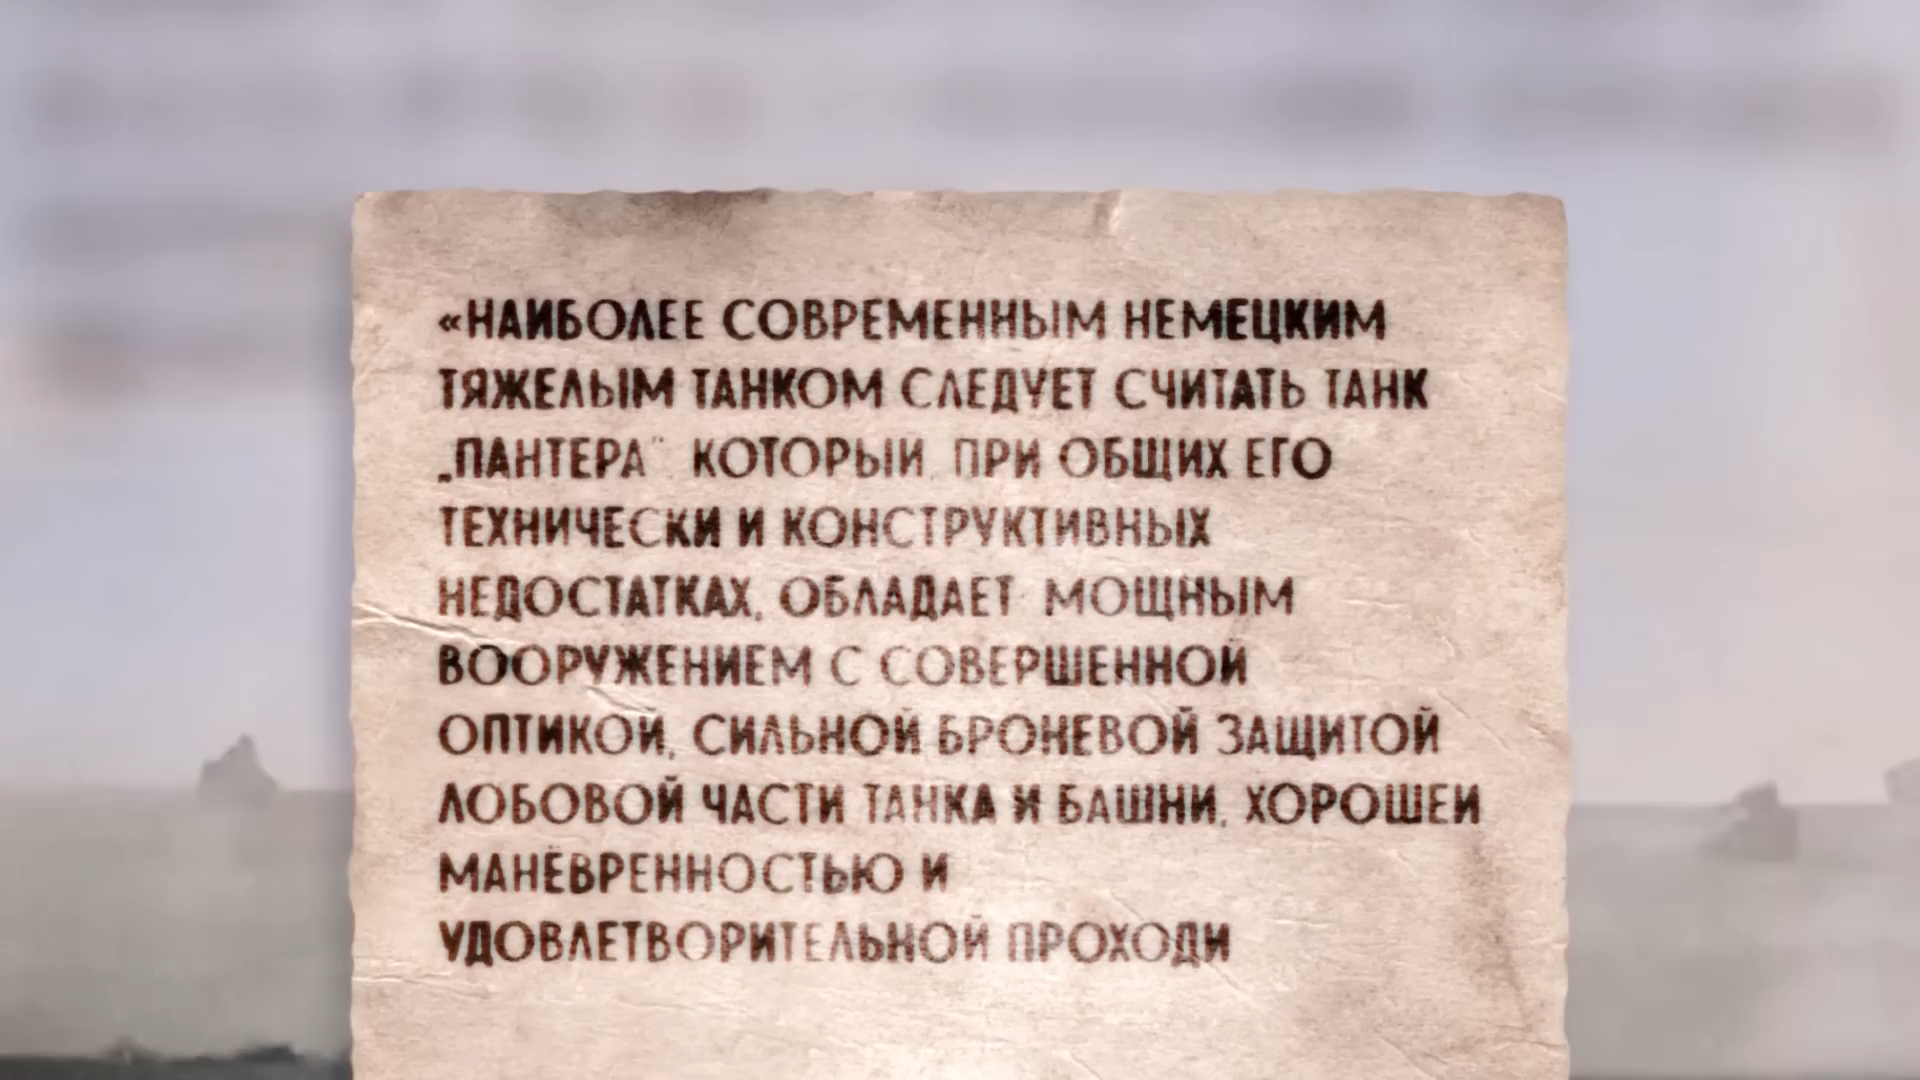 «НАИБОЛЕЕ СОВРЕМЕННЫМ НЕМЕЦКИМ
ТЯЖЕЛЫМ ТАНКОМ СЛЕДУЕТ СЧИТАТЬ ТАНК
„ПАНТЕРА" КОТОРЫЙ, ПРИ ОБЩИХ ЕГО
ТЕХНИЧЕСКИ И КОНСТРУКТИВНЫХ
НЕДОСТАТКАХ, ОБЛАДАЕТ МОЩНЫМ
ВООРУЖЕНИЕМ С СОВЕРШЕННОЙ
ОПТИКОЙ, СИЛЬНОЙ БРОНЕВОЙ ЗАЩИТОЙ
ЛОБОВОЙ ЧАСТИ ТАНКА И БАШНИ, ХОРОШЕЙ
МАНЁВРЕННОСТЬЮ И
УДОВЛЕТВОРИТЕЛЬНОЙ ПРОХОДИ